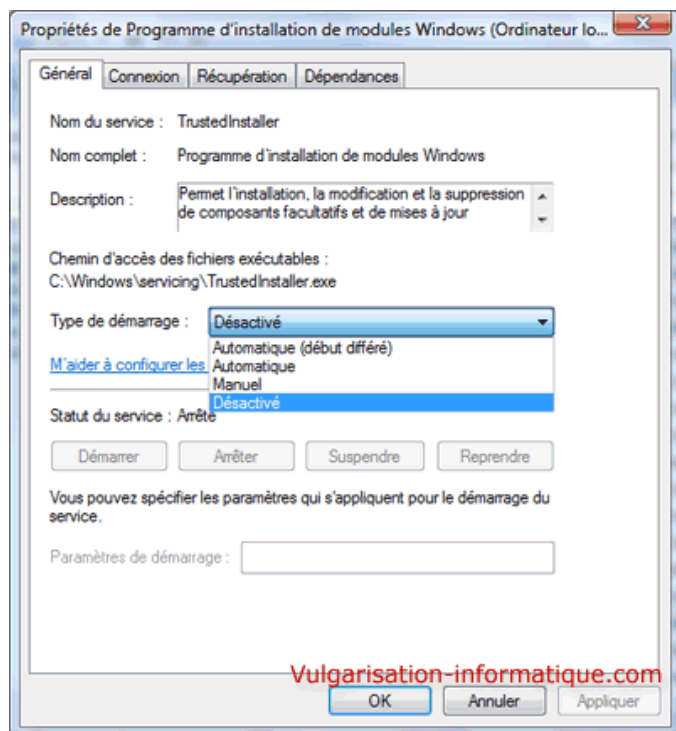 Propriétés de Programme d'installation de modules Windows (Ordinateur lo...
Général Connexion Récupération Dépendances
Nom du service : TrustedInstaller
Nom complet : Programme d'installation de modules Windows
Description : Permet l'installation, la modification et la suppression
de composants facultatifs et de mises à jour
Chemin d'accès des fichiers exécutables :
C:\Windows\servicing\TrustedInstaller.exe
Type de démarrage : Désactivé
Automatique (début différé)
M'aider à configurer les Automatique
Manuel
Désactivé
Statut du service : Arrêté
Démarrer Arrêter Suspendre Reprendre
Vous pouvez spécifier les paramètres qui s'appliquent pour le démarrage du
service.
Paramètres de démarrage :
Vulgarisation-informatique.com
OK Annuler Appliquer